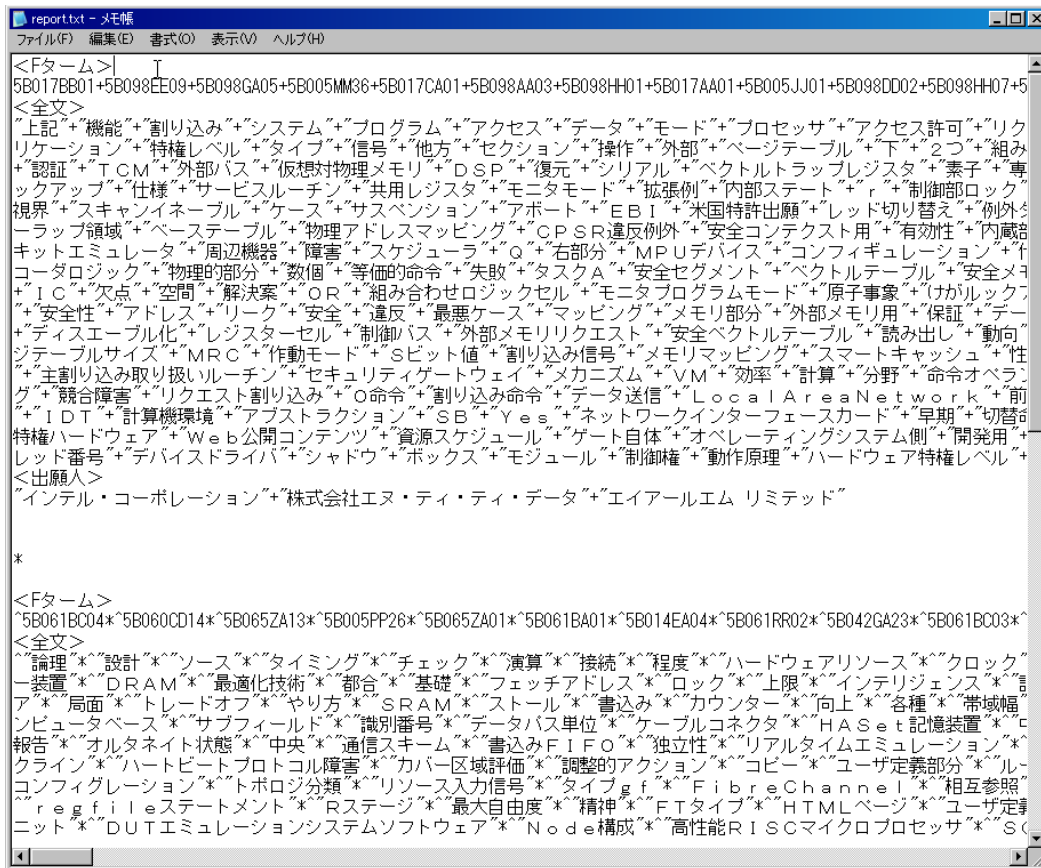 report.txt - メモ帳
ファイル(F) 編集(E) 書式(O) 表示(V) ヘルプ(H)
<Fターム>
5B017BB01+5B098EE09+5B098GA05+5B005MM36+5B017CA01+5B098AA03+5B098HH01+5B017AA01+5B005JJ01+5B098DD02+5B098HH07+5
<全文>
"上記"+"機能"+"割り込み"+"システム"+"プログラム"+"アクセス"+"データ"+"モード"+"プロセッサ"+"アクセス許可"+"リク
リケーション"+"特権レベル"+"タイプ"+"信号"+"他方"+"セクション"+"操作"+"外部"+"ページテーブル"+"下"+"2つ"+"組み
+"認証"+"TCM"+"外部バス"+"仮想対物理メモリ"+"DSP"+"復元"+"シリアル"+"ベクトルトラップレジスタ"+"素子"+"専
ックアップ"+"仕様"+"サービスルーチン"+"共用レジスタ"+"モニタモード"+"拡張例"+"内部ステート"+"r"+"制御部ロック"
視界"+"スキャンイネーブル"+"ケース"+"サスペンション"+"アボート"+"EBI"+"米国特許出願"+"レッド切り替え"+"例外
ーラップ領域"+"ベーステーブル"+"物理アドレスマッピング"+"CPSR違反例外"+"安全コンテクスト用"+"有効性"+"内蔵
キットエミュレータ"+"周辺機器"+"障害"+"スケジューラ"+"Q"+"右部分"+"MPUデバイス"+"コンフィギュレーション"+"
コーダロジック"+"物理的部分"+"数個"+"等価的命令"+"失敗"+"タスクA"+"安全セグメント"+"ベクトルテーブル"+"安全メ
+"IC"+"欠点"+"空間"+"解決案"+"OR"+"組み合わせロジックセル"+"モニタプログラムモード"+"原子事象"+"けがルック
+"安全性"+"アドレス"+"リーク"+"安全"+"違反"+"最悪ケース"+"マッピング"+"メモリ部分"+"外部メモリ用"+"保証"+"デー
+"ディスエーブル化"+"レジスターセル"+"制御バス"+"外部メモリリクエスト"+"安全ベクトルテーブル"+"読み出し"+"動向"
ジテーブルサイズ"+"MRC"+"作動モード"+"Sビット値"+"割り込み信号"+"メモリマッピング"+"スマートキャッシュ"+"性
"+"主割り込み取り扱いルーチン"+"セキュリティゲートウェイ"+"メカニズム"+"VM"+"効率"+"計算"+"分野"+"命令オペラン
グ"+"競合障害"+"リクエスト割り込み"+"O命令"+"割り込み命令"+"データ送信"+"LocalAreaNetwork"+"前
"+"IDT"+"計算機環境"+"アブストラクション"+"SB"+"Yes"+"ネットワークインターフェースカード"+"早期"+"切替
特権ハードウェア"+"Web公開コンテンツ"+"資源スケジュール"+"ゲート自体"+"オペレーティングシステム側"+"開発用"+
レッド番号"+"デバイスドライバ"+"シャドウ"+"ボックス"+"モジュール"+"制御権"+"動作原理"+"ハードウェア特権レベル"+
<出願人>
"インテル・コーポレーション"+"株式会社エヌ・ティ・ティ・データ"+"エイアールエム リミテッド"
*
<Fターム>
^5B061BC04*^5B060CD14*^5B065ZA13*^5B005PP26*^5B065ZA01*^5B061BA01*^5B014EA04*^5B061RR02*^5B042GA23*^5B061BC03*^
<全文>
^"論理"*^"設計"*^"ソース"*^"タイミング"*^"チェック"*^"演算"*^"接続"*^"程度"*^"ハードウェアリソース"*^"クロック"
ー装置"*^"DRAM"*^"最適化技術"*^"都合"*^"基礎"*^"フェッチアドレス"*^"ロック"*^"上限"*^"インテリジェンス"*^"
ア"*^"局面"*^"トレードオフ"*^"やり方"*^"SRAM"*^"ストール"*^"書込み"*^"カウンター"*^"向上"*^"各種"*^"帯域幅"
ンピュータベース"*^"サブフィールド"*^"識別番号"*^"データバス単位"*^"ケーブルコネクタ"*^"HASet記憶装置"*^"
報告"*^"オルタネイト状態"*^"中央"*^"通信スキーム"*^"書込みFIFO"*^"独立性"*^"リアルタイムエミュレーション"*^
クライン"*^"ハートビートプロトコル障害"*^"カバー区域評価"*^"調整的アクション"*^"コピー"*^"ユーザ定義部分"*^"ルー
コンフィグレーション"*^"トポロジ分類"*^"リソース入力信号"*^"タイプgf"*^"FibreChannel"*^"相互参照"
^"regfileステートメント"*^"Rステージ"*^"最大自由度"*^"精神"*^"FTタイプ"*^"HTMLページ"*^"ユーザ定
ニット"*^"DUTエミュレーションシステムソフトウェア"*^"Node構成"*^"高性能RISCマイクロプロセッサ"*^"S